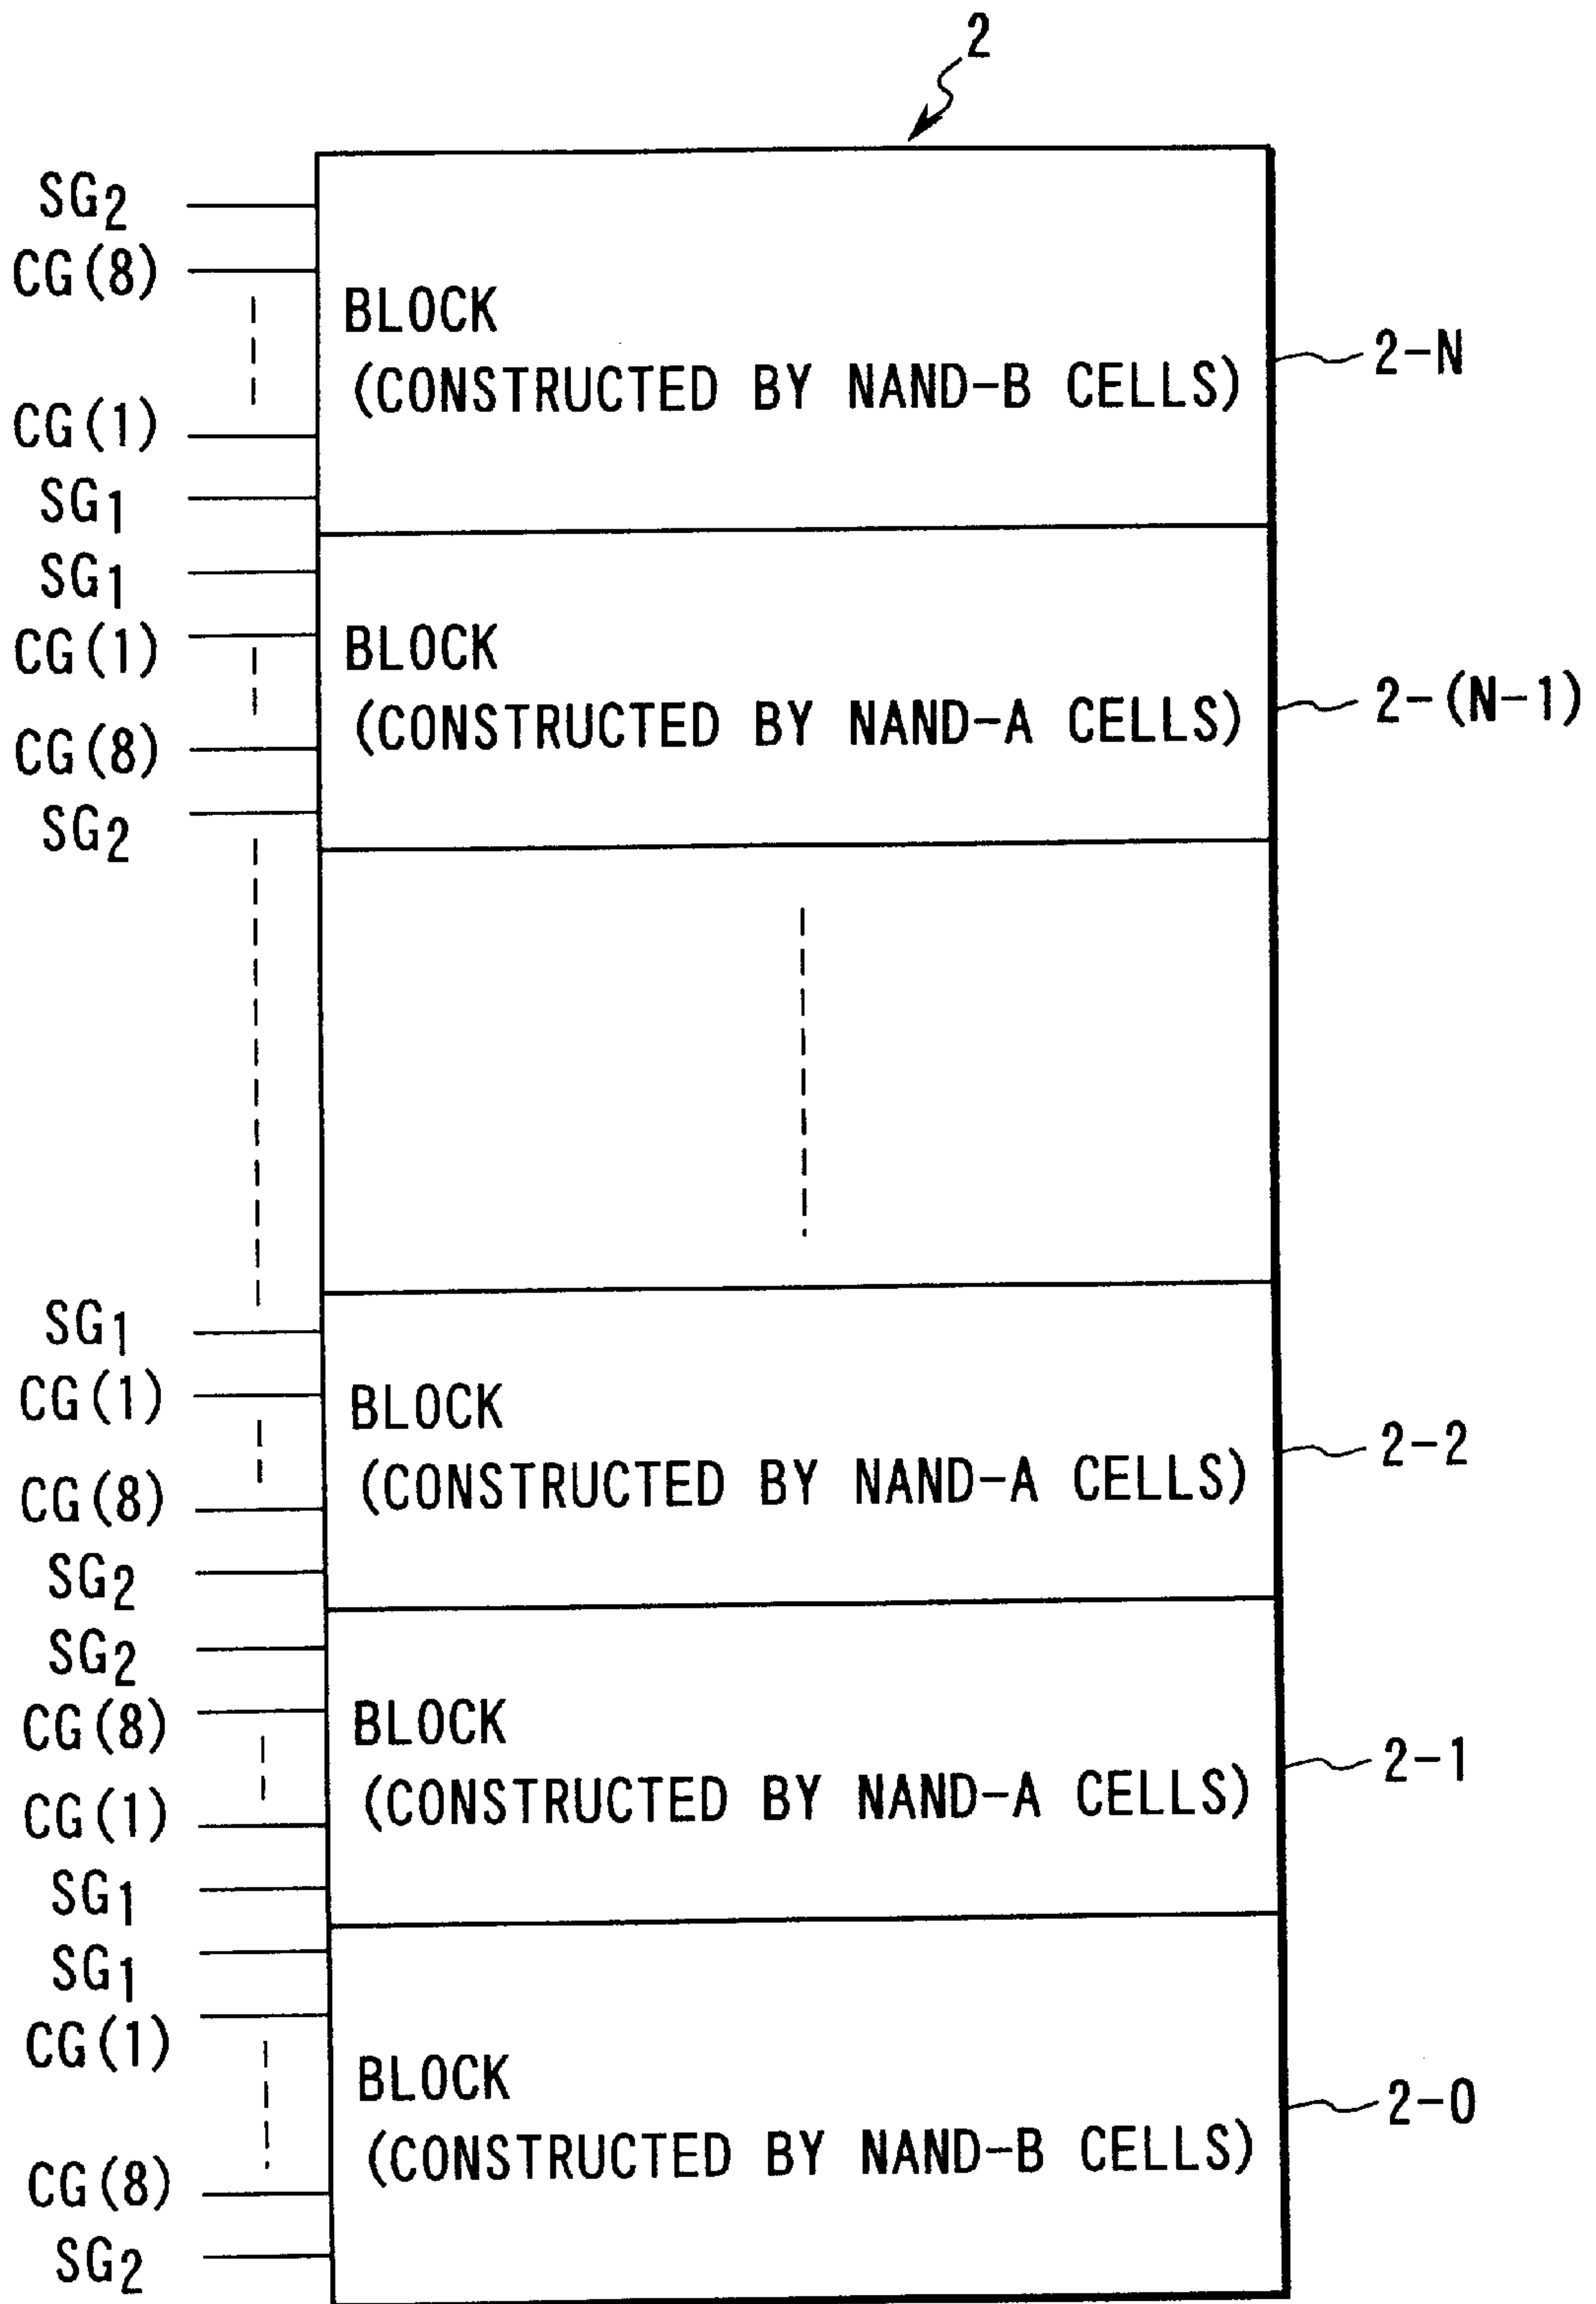 2
SG2
CG(8)
BLOCK
(CONSTRUCTED BY NAND-B CELLS)
2-N
CG(1)
SG1
SG1
CG(1)
BLOCK
(CONSTRUCTED BY NAND-A CELLS)
2-(N-1)
CG(8)
SG2
SG1
CG(1)
BLOCK
(CONSTRUCTED BY NAND-A CELLS)
2-2
CG(8)
SG2
SG2
CG(8)
BLOCK
(CONSTRUCTED BY NAND-A CELLS)
2-1
CG(1)
SG1
SG1
CG(1)
BLOCK
(CONSTRUCTED BY NAND-B CELLS)
2-0
CG(8)
SG2